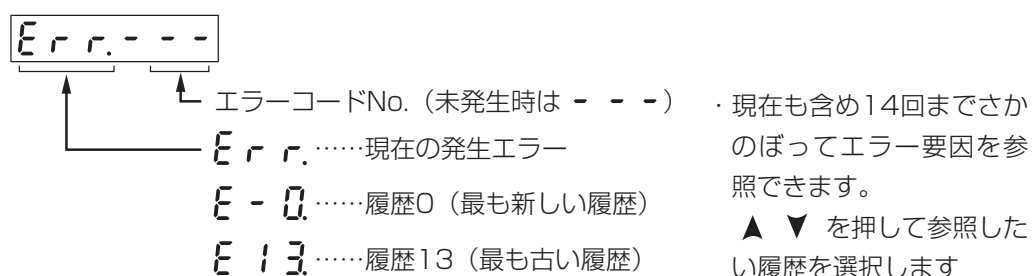 Err.---
エラーコードNo.（未発生時は - - -）
Err.……現在の発生エラー
E-0.……履歴0（最も新しい履歴）
E13.……履歴13（最も古い履歴）
・現在も含め14回までさか
のぼってエラー要因を参
照できます。
▲ ▼ を押して参照した
い履歴を選択します